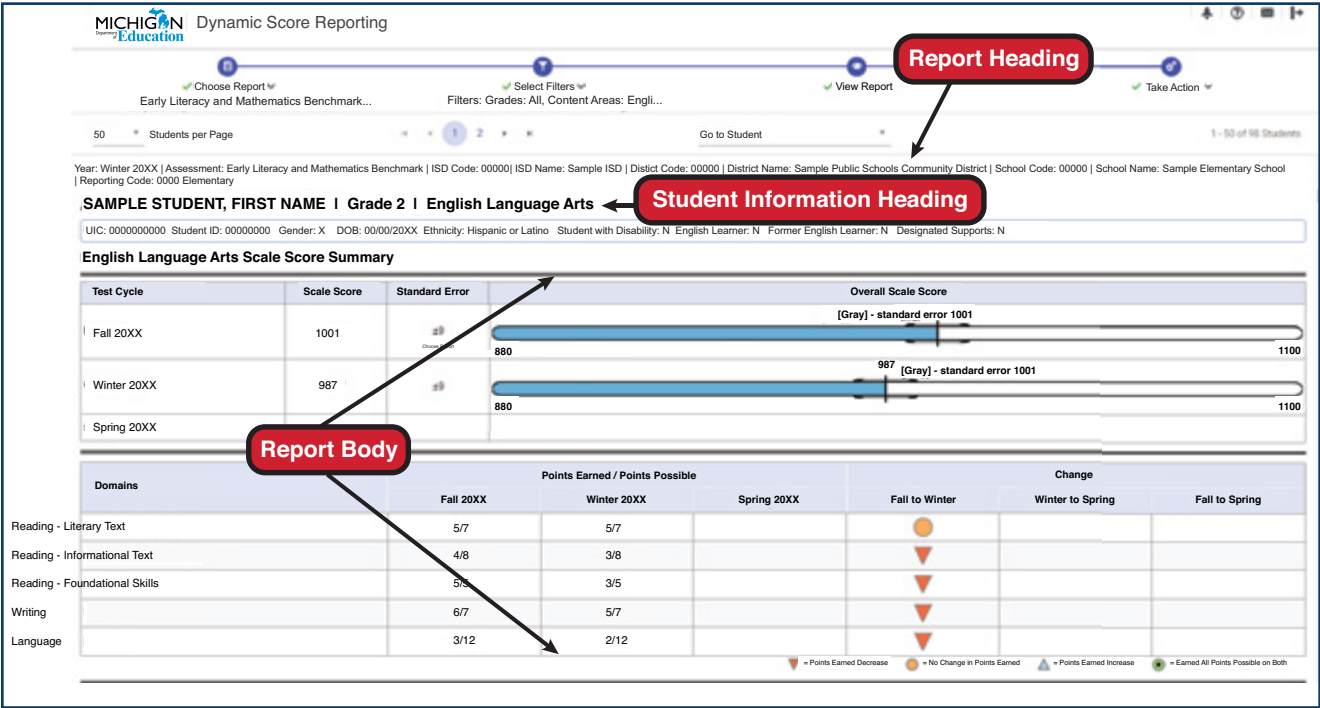 MICHIGAN Department of Education Dynamic Score Reporting
Report Heading
Choose Report
Early Literacy and Mathematics Benchmark...
Select Filters
Filters: Grades: All, Content Areas: Engli...
View Report
Take Action
50 Students per Page
1 2
Go to Student
1 - 50 of 98 Students
Year: Winter 20XX | Assessment: Early Literacy and Mathematics Benchmark | ISD Code: 00000| ISD Name: Sample ISD | Distict Code: 00000 | District Name: Sample Public Schools Community District | School Code: 00000 | School Name: Sample Elementary School
| Reporting Code: 0000 Elementary
SAMPLE STUDENT, FIRST NAME | Grade 2 | English Language Arts
Student Information Heading
UIC: 0000000000 Student ID: 00000000 Gender: X DOB: 00/00/20XX Ethnicity: Hispanic or Latino Student with Disability: N English Learner: N Former English Learner: N Designated Supports: N
English Language Arts Scale Score Summary
Test Cycle Scale Score Standard Error Overall Scale Score
[Gray] - standard error 1001
Fall 20XX 1001 ±9
Choose Report
880 1100
987 [Gray] - standard error 1001
Winter 20XX 987 ±9
880 1100
Spring 20XX
Report Body
Domains Points Earned / Points Possible Change
Fall 20XX Winter 20XX Spring 20XX Fall to Winter Winter to Spring Fall to Spring
Reading - Literary Text 5/7 5/7
Reading - Informational Text 4/8 3/8
Reading - Foundational Skills 5/5 3/5
Writing 6/7 5/7
Language 3/12 2/12
= Points Earned Decrease = No Change in Points Earned = Points Earned Increase = Earned All Points Possible on Both